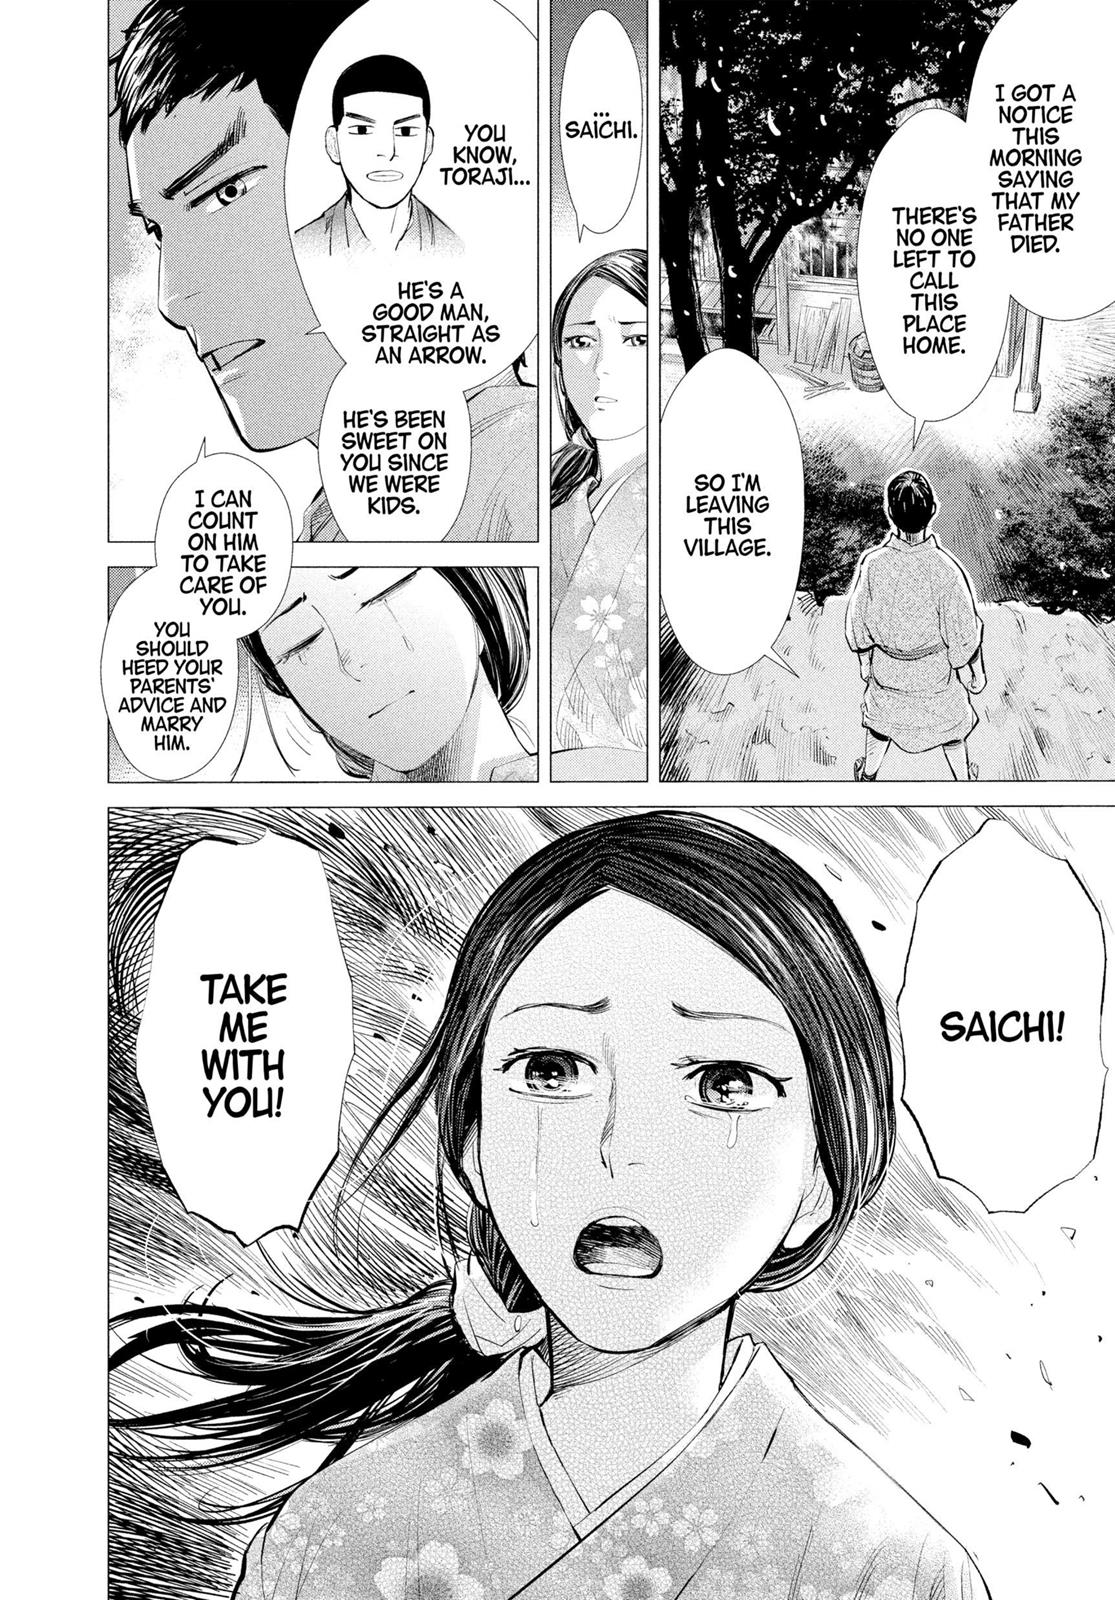 I GOT A
NOTICE
THIS
MORNING
SAYING
THAT MY
FATHER
DIED.
THERE'S
NO ONE
LEFT TO
CALL
THIS
PLACE
HOME.
SO I'M
LEAVING
THIS
VILLAGE.
...
SAICHI.
YOU
KNOW,
TORAJI...
HE'S A
GOOD MAN,
STRAIGHT AS
AN ARROW.
HE'S BEEN
SWEET ON
YOU SINCE
WE WERE
KIDS.
I CAN
COUNT
ON HIM
TO TAKE
CARE OF
YOU.
YOU
SHOULD
HEED YOUR
PARENTS'
ADVICE AND
MARRY
HIM.
SAICHI!
TAKE
ME
WITH
YOU!